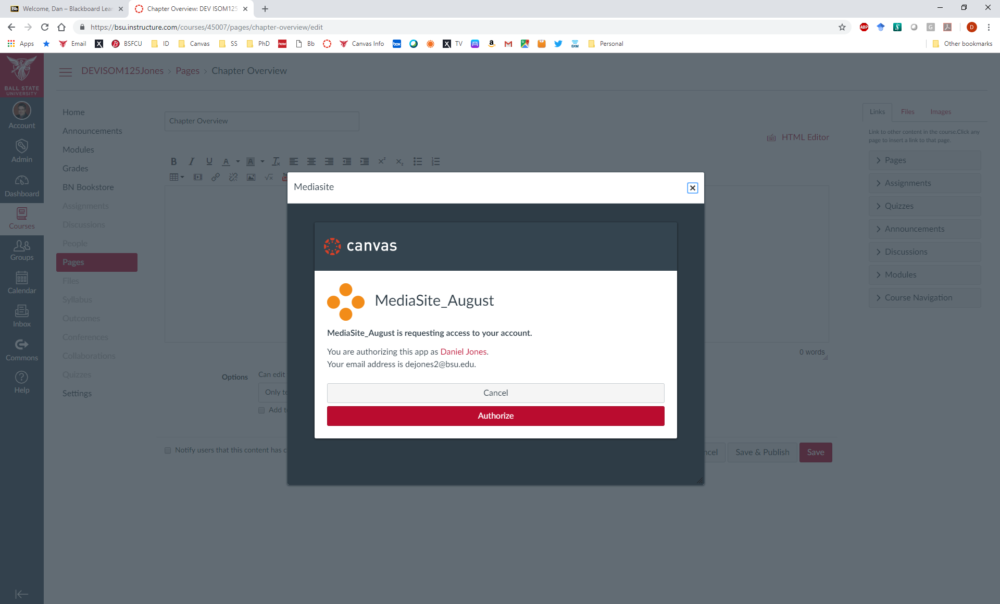 Bb Welcome, Dan – Blackboard Lear
Chapter Overview: DEV ISOM125
https://bsu.instructure.com/courses/45007/pages/chapter-overview/edit
ABP
G
D
Apps
Email
X
BSFCU
ID
Canvas
SS
PhD
now
Bb
Canvas Info
box
X TV
a
SXM
Personal
Other bookmarks
BALL STATE
UNIVERSITY
Account
Admin
Dashboard
Courses
Groups
Calendar
Inbox
Commons
Help
DEVISOM125Jones › Pages › Chapter Overview
Home
Announcements
Modules
Grades
BN Bookstore
Assignments
Discussions
People
Pages
Files
Syllabus
Outcomes
Conferences
Collaborations
Quizzes
Settings
Chapter Overview
HTML Editor
0 words
Options
Can edit
Only to
Add t
Notify users that this content has c
ncel
Save & Publish
Save
Mediasite
canvas
MediaSite_August
MediaSite_August is requesting access to your account.
You are authorizing this app as Daniel Jones.
Your email address is dejones2@bsu.edu.
Cancel
Authorize
Links
Files
Images
Link to other content in the course.Click any
page to insert a link to that page.
Pages
Assignments
Quizzes
Announcements
Discussions
Modules
Course Navigation